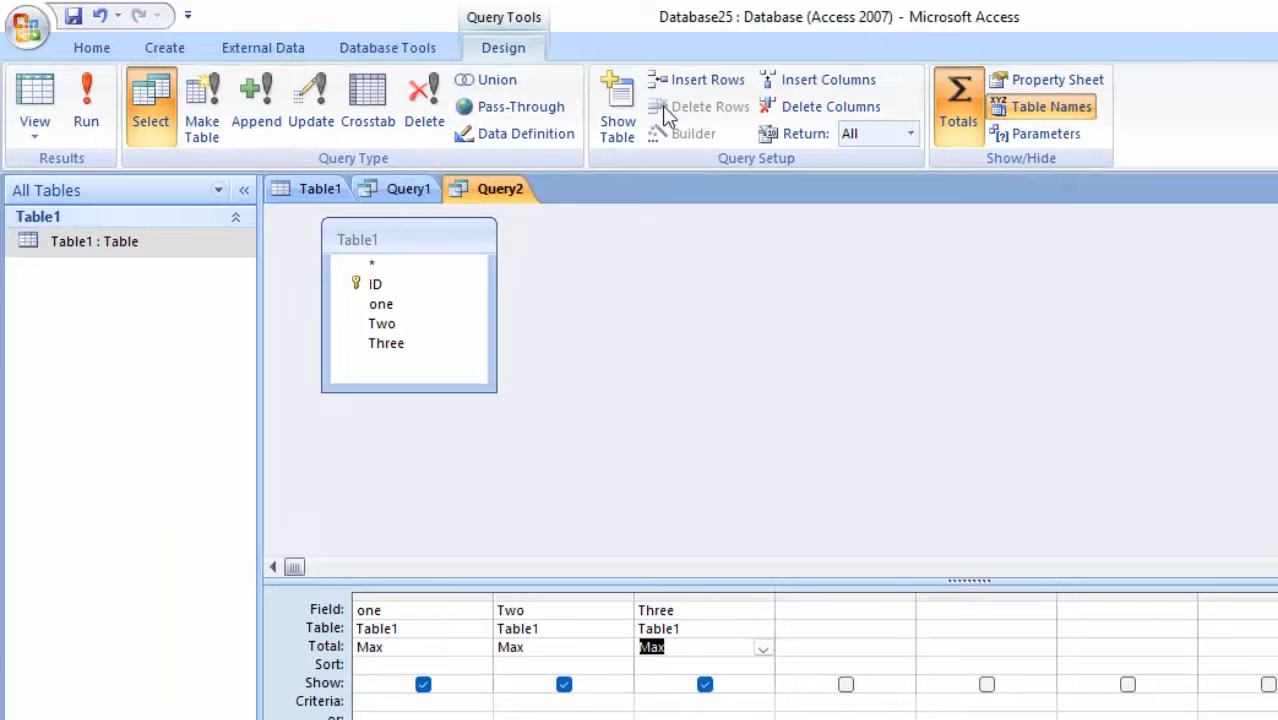 Query Tools
Database25 : Database (Access 2007) - Microsoft Access
Home Create External Data Database Tools Design
View
Run
Results
Select
Make Table
Append
Update
Crosstab
Delete
Union
Pass-Through
Data Definition
Query Type
Show Table
Insert Rows
Delete Rows
Builder
Insert Columns
Delete Columns
Return: All
Query Setup
Σ
Totals
Property Sheet
XYZ
Table Names
Parameters
Show/Hide
All Tables
Table1
Table1 : Table
Table1 Query1 Query2
Table1
*
ID
one
Two
Three
Field: one Two Three
Table: Table1 Table1 Table1
Total: Max Max Max
Sort:
Show:
Criteria:
or: